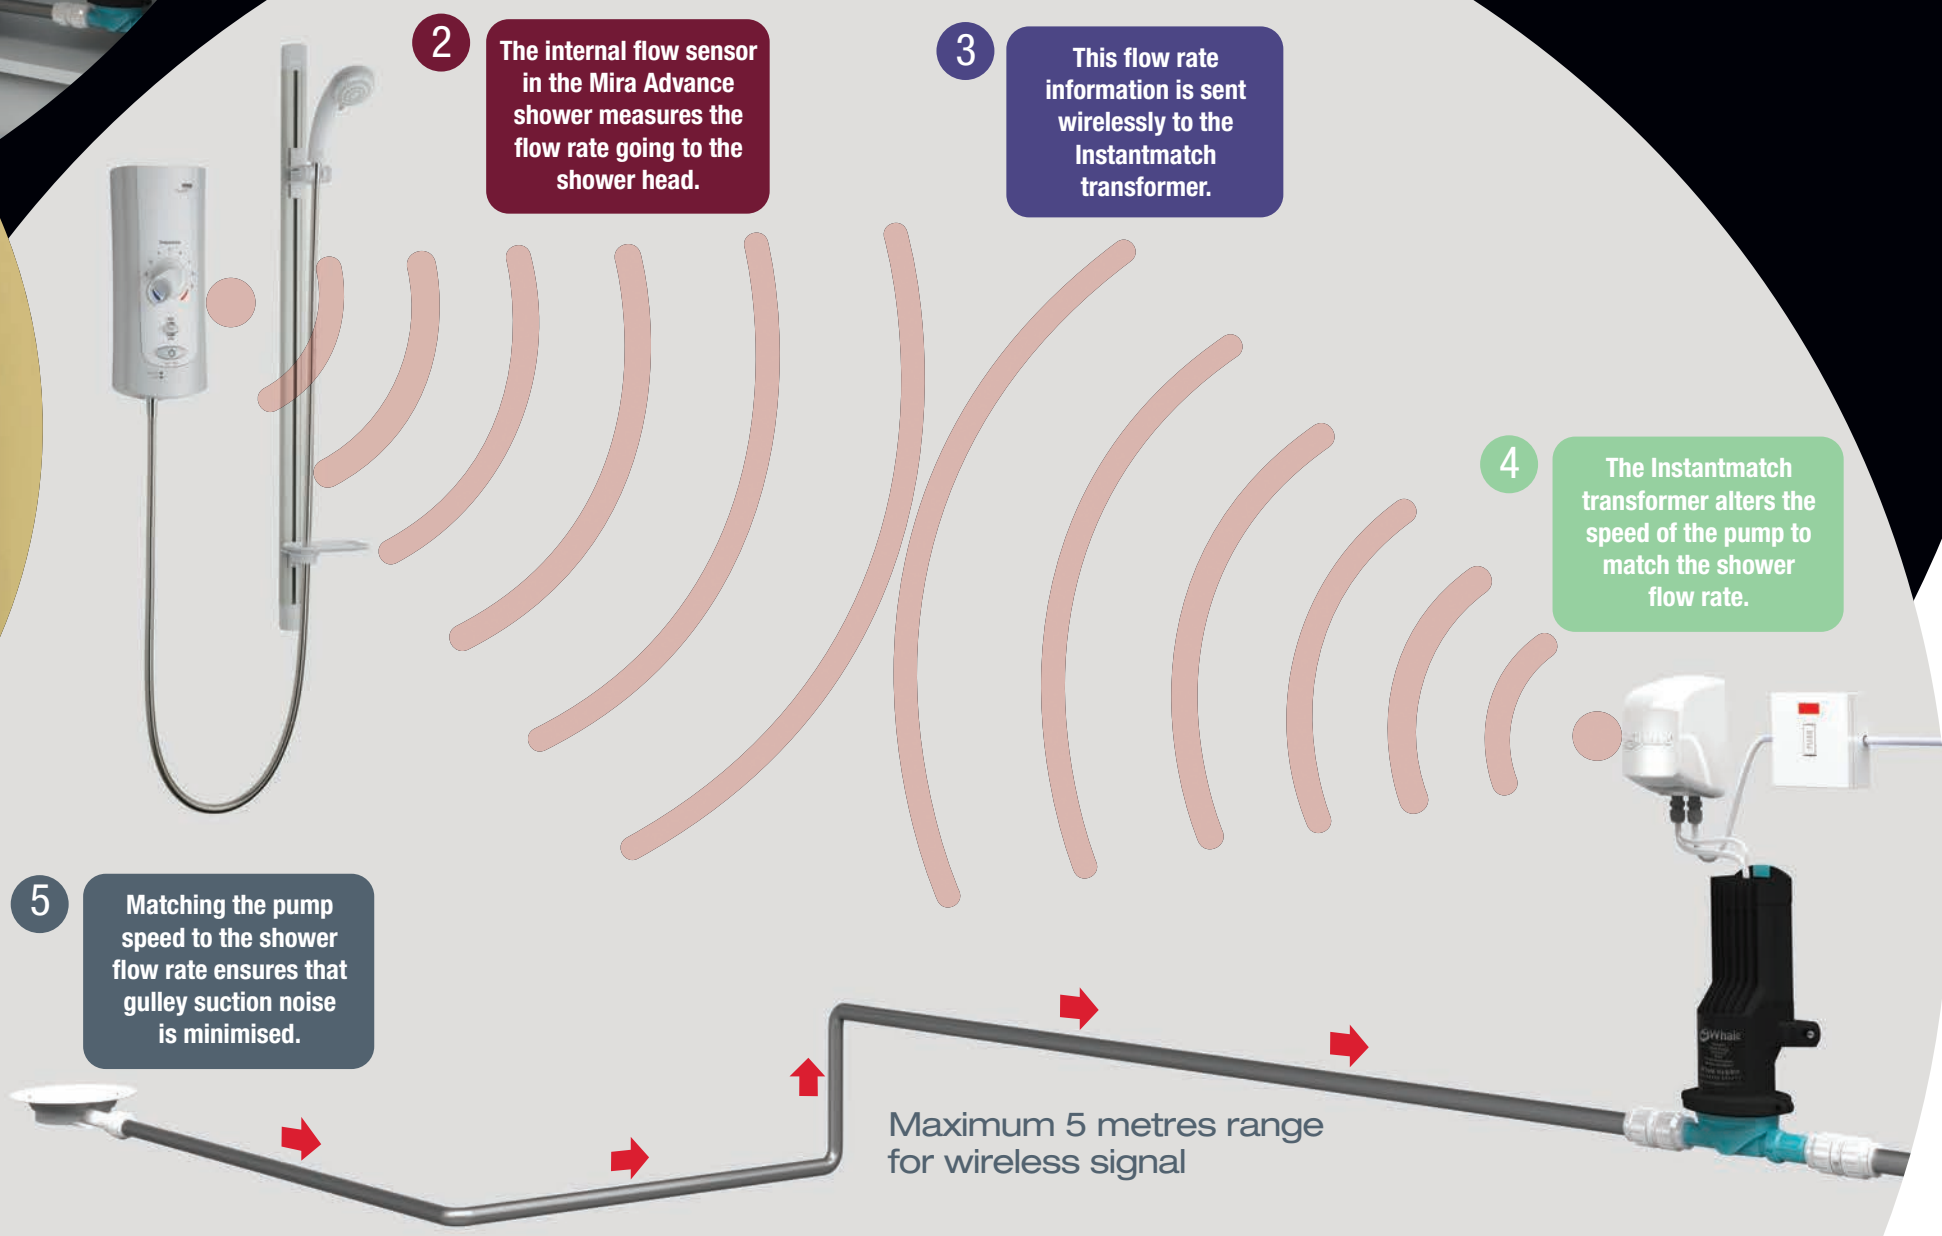 2
The internal flow sensor
in the Mira Advance
shower measures the
flow rate going to the
shower head.
3
This flow rate
information is sent
wirelessly to the
Instantmatch
transformer.
4
The Instantmatch
transformer alters the
speed of the pump to
match the shower
flow rate.
FUSE
5
Matching the pump
speed to the shower
flow rate ensures that
gulley suction noise
is minimised.
Whale
Maximum 5 metres range
for wireless signal